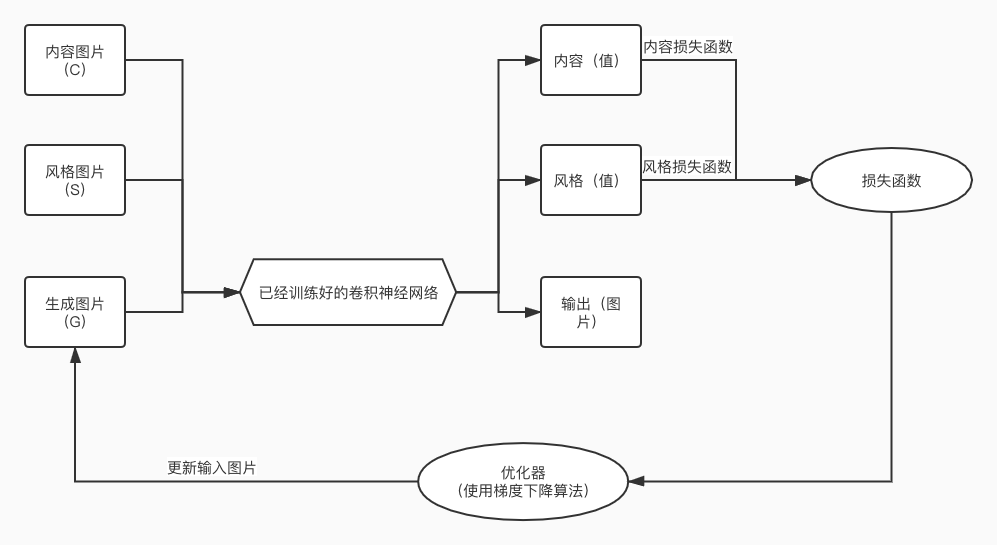 内容图片
(C)
内容（值）
内容损失函数
风格图片
(S)
风格（值）
风格损失函数
损失函数
生成图片
(G)
已经训练好的卷积神经网络
输出（图
片）
更新输入图片
优化器
(使用梯度下降算法)